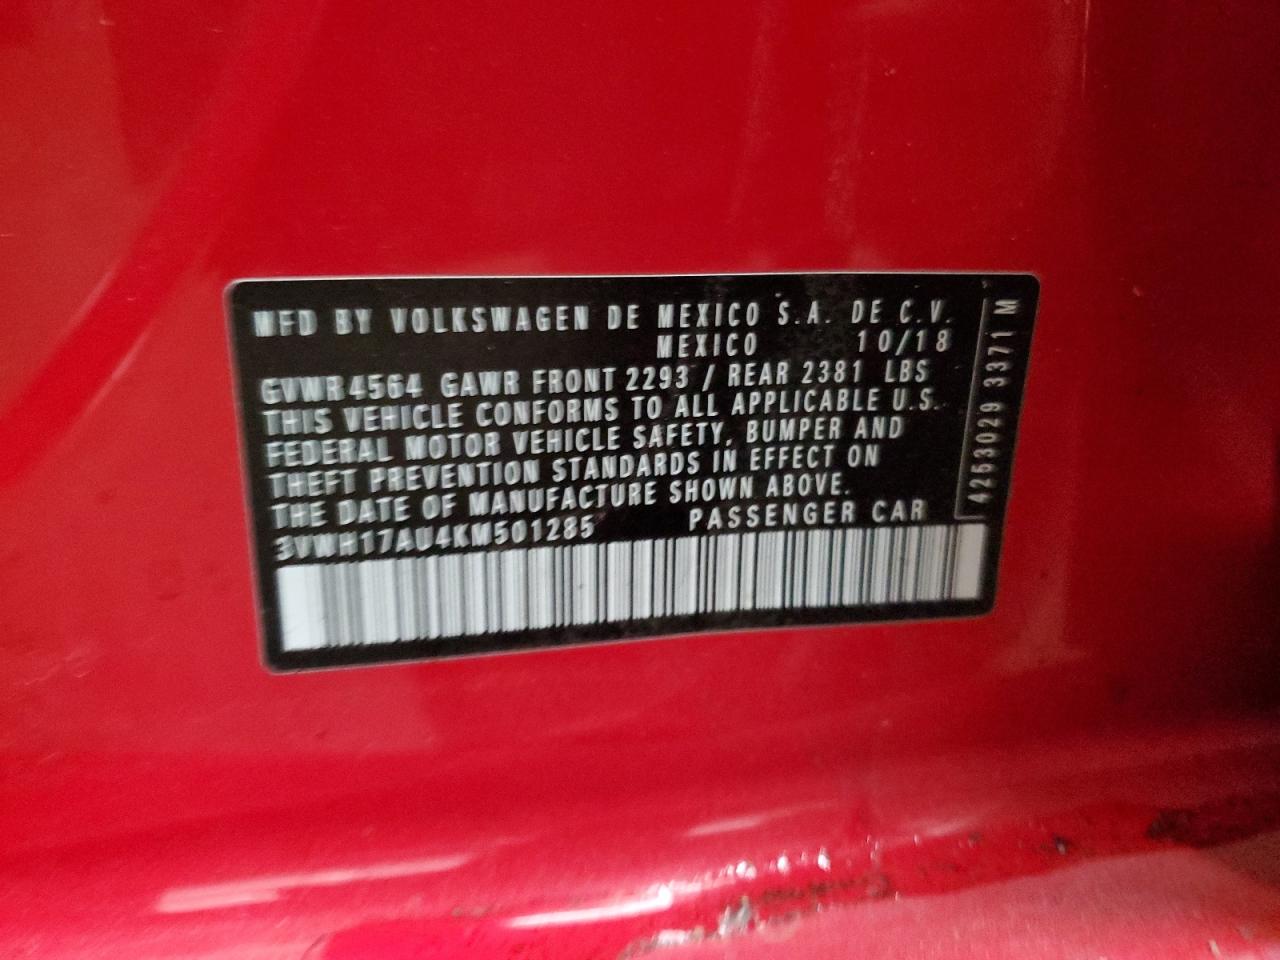 MFD BY VOLKSWAGEN DE MEXICO S.A. DE C.V.
MEXICO 10/18
GVWR 4564 GAWR FRONT 2293 / REAR 2381 LBS
THIS VEHICLE CONFORMS TO ALL APPLICABLE U.S.
FEDERAL MOTOR VEHICLE SAFETY, BUMPER AND
THEFT PREVENTION STANDARDS IN EFFECT ON
THE DATE OF MANUFACTURE SHOWN ABOVE.
3VWH17AU4KM501285 PASSENGER CAR
4253029 3371 M